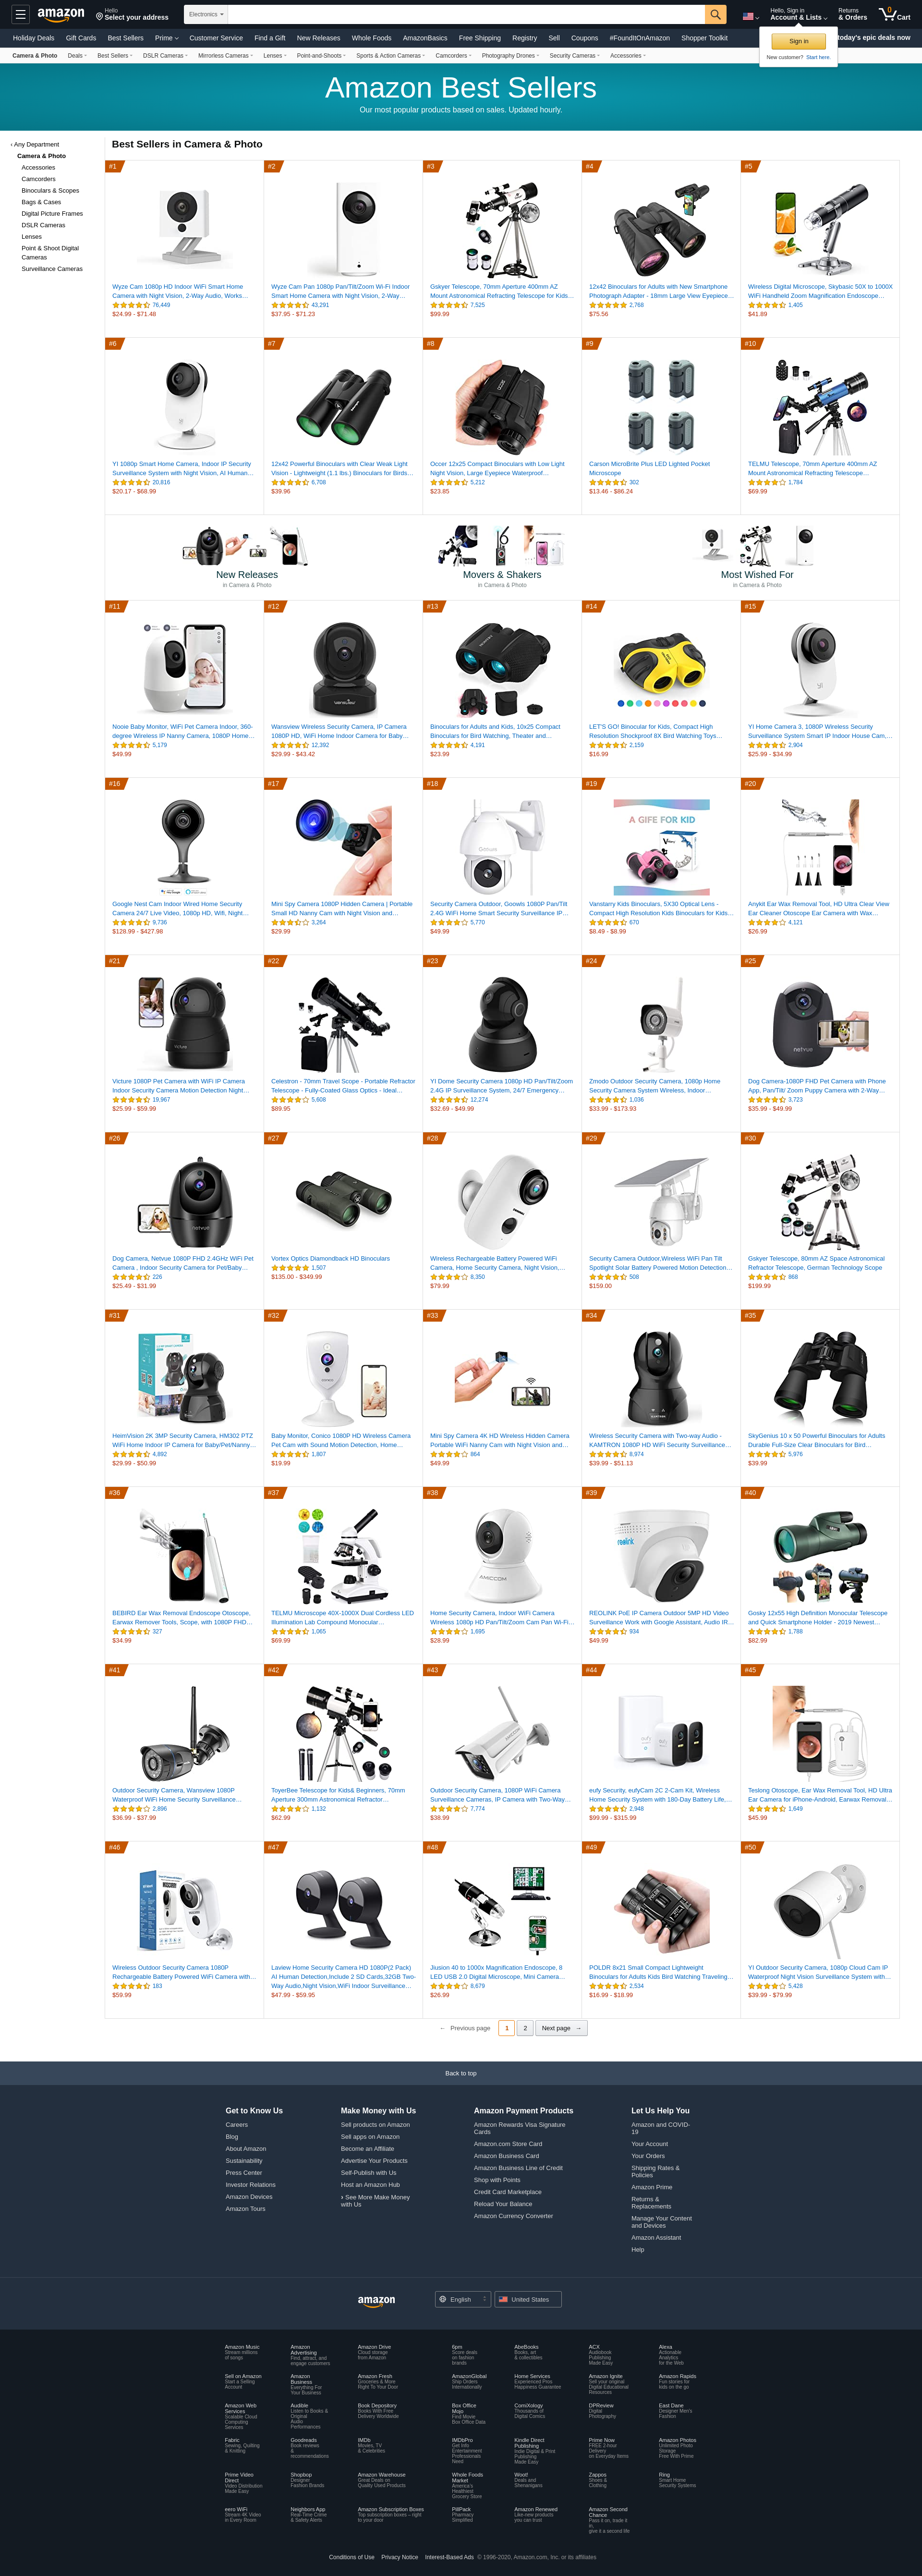 amazon
Hello
Select your address
Electronics
Hello, Sign in
Account & Lists
Returns
& Orders
0
Cart
Holiday Deals
Gift Cards
Best Sellers
Prime
Customer Service
Find a Gift
New Releases
Whole Foods
AmazonBasics
Free Shipping
Registry
Sell
Coupons
#FoundItOnAmazon
Shopper Toolkit
today's epic deals now
Sign in
New customer? Start here.
Camera & Photo
Deals
Best Sellers
DSLR Cameras
Mirrorless Cameras
Lenses
Point-and-Shoots
Sports & Action Cameras
Camcorders
Photography Drones
Security Cameras
Accessories
Amazon Best Sellers
Our most popular products based on sales. Updated hourly.
‹ Any Department
Camera & Photo
Accessories
Camcorders
Binoculars & Scopes
Bags & Cases
Digital Picture Frames
DSLR Cameras
Lenses
Point & Shoot Digital
Cameras
Surveillance Cameras
Best Sellers in Camera & Photo
#1
Wyze Cam 1080p HD Indoor WiFi Smart Home
Camera with Night Vision, 2-Way Audio, Works…
76,449
$24.99 - $71.48
#2
Wyze Cam Pan 1080p Pan/Tilt/Zoom Wi-Fi Indoor
Smart Home Camera with Night Vision, 2-Way…
43,291
$37.95 - $71.23
#3
Gskyer Telescope, 70mm Aperture 400mm AZ
Mount Astronomical Refracting Telescope for Kids…
7,525
$99.99
#4
12x42 Binoculars for Adults with New Smartphone
Photograph Adapter - 18mm Large View Eyepiece…
2,768
$75.56
#5
Wireless Digital Microscope, Skybasic 50X to 1000X
WiFi Handheld Zoom Magnification Endoscope…
1,405
$41.89
#6
YI 1080p Smart Home Camera, Indoor IP Security
Surveillance System with Night Vision, AI Human…
20,816
$20.17 - $68.99
#7
12x42 Powerful Binoculars with Clear Weak Light
Vision - Lightweight (1.1 lbs.) Binoculars for Birds…
6,708
$39.96
#8
Occer 12x25 Compact Binoculars with Low Light
Night Vision, Large Eyepiece Waterproof…
5,212
$23.85
#9
Carson MicroBrite Plus LED Lighted Pocket
Microscope
302
$13.46 - $86.24
#10
TELMU Telescope, 70mm Aperture 400mm AZ
Mount Astronomical Refracting Telescope…
1,784
$69.99
New Releases
in Camera & Photo
Movers & Shakers
in Camera & Photo
Most Wished For
in Camera & Photo
#11
Nooie Baby Monitor, WiFi Pet Camera Indoor, 360-
degree Wireless IP Nanny Camera, 1080P Home…
5,179
$49.99
#12
Wansview Wireless Security Camera, IP Camera
1080P HD, WiFi Home Indoor Camera for Baby…
12,392
$29.99 - $43.42
#13
Binoculars for Adults and Kids, 10x25 Compact
Binoculars for Bird Watching, Theater and…
4,191
$23.99
#14
LET'S GO! Binocular for Kids, Compact High
Resolution Shockproof 8X Bird Watching Toys…
2,159
$16.99
#15
YI Home Camera 3, 1080P Wireless Security
Surveillance System Smart IP Indoor House Cam,…
2,904
$25.99 - $34.99
#16
Google Nest Cam Indoor Wired Home Security
Camera 24/7 Live Video, 1080p HD, Wifi, Night…
9,736
$128.99 - $427.98
#17
Mini Spy Camera 1080P Hidden Camera | Portable
Small HD Nanny Cam with Night Vision and…
3,264
$29.99
#18
Security Camera Outdoor, Goowls 1080P Pan/Tilt
2.4G WiFi Home Smart Security Surveillance IP…
5,770
$49.99
#19
A GIFE FOR KID
Vanstarry Kids Binoculars, 5X30 Optical Lens -
Compact High Resolution Kids Binoculars for Kids…
670
$8.49 - $8.99
#20
Anykit Ear Wax Removal Tool, HD Ultra Clear View
Ear Cleaner Otoscope Ear Camera with Wax…
4,121
$26.99
#21
Victure 1080P Pet Camera with WiFi IP Camera
Indoor Security Camera Motion Detection Night…
19,967
$25.99 - $59.99
#22
Celestron - 70mm Travel Scope - Portable Refractor
Telescope - Fully-Coated Glass Optics - Ideal…
5,608
$89.95
#23
YI Dome Security Camera 1080p HD Pan/Tilt/Zoom
2.4G IP Surveillance System, 24/7 Emergency…
12,274
$32.69 - $49.99
#24
Zmodo Outdoor Security Camera, 1080p Home
Security Camera System Wireless, Indoor…
1,036
$33.99 - $173.93
#25
netvue
Dog Camera-1080P FHD Pet Camera with Phone
App, Pan/Tilt/ Zoom Puppy Camera with 2-Way…
3,723
$35.99 - $49.99
#26
netvue
Dog Camera, Netvue 1080P FHD 2.4GHz WiFi Pet
Camera , Indoor Security Camera for Pet/Baby…
226
$25.49 - $31.99
#27
Vortex Optics Diamondback HD Binoculars
1,507
$135.00 - $349.99
#28
Wireless Rechargeable Battery Powered WiFi
Camera, Home Security Camera, Night Vision,…
8,350
$79.99
#29
Security Camera Outdoor,Wireless WiFi Pan Tilt
Spotlight Solar Battery Powered Motion Detection…
508
$159.00
#30
Gskyer Telescope, 80mm AZ Space Astronomical
Refractor Telescope, German Technology Scope
868
$199.99
#31
HeimVision 2K 3MP Security Camera, HM302 PTZ
WiFi Home Indoor IP Camera for Baby/Pet/Nanny…
4,892
$29.99 - $50.99
#32
Baby Monitor, Conico 1080P HD Wireless Camera
Pet Cam with Sound Motion Detection, Home…
1,807
$19.99
#33
Mini Spy Camera 4K HD Wireless Hidden Camera
Portable WiFi Nanny Cam with Night Vision and…
864
$49.99
#34
Wireless Security Camera with Two-way Audio -
KAMTRON 1080P HD WiFi Security Surveillance…
8,974
$39.99 - $51.13
#35
SkyGenius 10 x 50 Powerful Binoculars for Adults
Durable Full-Size Clear Binoculars for Bird…
5,976
$39.99
#36
BEBIRD Ear Wax Removal Endoscope Otoscope,
Earwax Remover Tools, Scope, with 1080P FHD…
327
$34.99
#37
TELMU Microscope 40X-1000X Dual Cordless LED
Illumination Lab Compound Monocular…
1,065
$69.99
#38
AMICCOM
Home Security Camera, Indoor WiFi Camera
Wireless 1080p HD Pan/Tilt/Zoom Cam Pan Wi-Fi…
1,695
$28.99
#39
reolink
REOLINK PoE IP Camera Outdoor 5MP HD Video
Surveillance Work with Google Assistant, Audio IR…
934
$49.99
#40
Gosky 12x55 High Definition Monocular Telescope
and Quick Smartphone Holder - 2019 Newest…
1,788
$82.99
#41
Outdoor Security Camera, Wansview 1080P
Waterproof WiFi Home Security Surveillance…
2,896
$36.99 - $37.99
#42
ToyerBee Telescope for Kids& Beginners, 70mm
Aperture 300mm Astronomical Refractor…
1,132
$62.99
#43
Outdoor Security Camera, 1080P WiFi Camera
Surveillance Cameras, IP Camera with Two-Way…
7,774
$38.99
#44
eufy Security, eufyCam 2C 2-Cam Kit, Wireless
Home Security System with 180-Day Battery Life,…
2,948
$99.99 - $315.99
#45
Teslong Otoscope, Ear Wax Removal Tool, HD Ultra
Ear Camera for iPhone-Android, Earwax Removal…
1,649
$45.99
#46
Wireless Outdoor Security Camera 1080P
Rechargeable Battery Powered WiFi Camera with…
183
$59.99
#47
Laview Home Security Camera HD 1080P(2 Pack)
AI Human Detection,Include 2 SD Cards,32GB Two-
Way Audio,Night Vision,WiFi Indoor Surveillance…
$47.99 - $59.95
#48
Jiusion 40 to 1000x Magnification Endoscope, 8
LED USB 2.0 Digital Microscope, Mini Camera…
8,679
$26.99
#49
POLDR 8x21 Small Compact Lightweight
Binoculars for Adults Kids Bird Watching Traveling…
2,534
$16.99 - $18.99
#50
YI Outdoor Security Camera, 1080p Cloud Cam IP
Waterproof Night Vision Surveillance System with…
5,428
$39.99 - $79.99
← Previous page
1
2
Next page →
Back to top
Get to Know Us
Careers
Blog
About Amazon
Sustainability
Press Center
Investor Relations
Amazon Devices
Amazon Tours
Make Money with Us
Sell products on Amazon
Sell apps on Amazon
Become an Affiliate
Advertise Your Products
Self-Publish with Us
Host an Amazon Hub
› See More Make Money
with Us
Amazon Payment Products
Amazon Rewards Visa Signature
Cards
Amazon.com Store Card
Amazon Business Card
Amazon Business Line of Credit
Shop with Points
Credit Card Marketplace
Reload Your Balance
Amazon Currency Converter
Let Us Help You
Amazon and COVID-
19
Your Account
Your Orders
Shipping Rates &
Policies
Amazon Prime
Returns &
Replacements
Manage Your Content
and Devices
Amazon Assistant
Help
amazon
English
United States
Amazon Music
Stream millions
of songs
Amazon
Advertising
Find, attract, and
engage customers
Amazon Drive
Cloud storage
from Amazon
6pm
Score deals
on fashion
brands
AbeBooks
Books, art
& collectibles
ACX
Audiobook
Publishing
Made Easy
Alexa
Actionable
Analytics
for the Web
Sell on Amazon
Start a Selling
Account
Amazon
Business
Everything For
Your Business
Amazon Fresh
Groceries & More
Right To Your Door
AmazonGlobal
Ship Orders
Internationally
Home Services
Experienced Pros
Happiness Guarantee
Amazon Ignite
Sell your original
Digital Educational
Resources
Amazon Rapids
Fun stories for
kids on the go
Amazon Web
Services
Scalable Cloud
Computing
Services
Audible
Listen to Books &
Original
Audio
Performances
Book Depository
Books With Free
Delivery Worldwide
Box Office
Mojo
Find Movie
Box Office Data
ComiXology
Thousands of
Digital Comics
DPReview
Digital
Photography
East Dane
Designer Men's
Fashion
Fabric
Sewing, Quilting
& Knitting
Goodreads
Book reviews
&
recommendations
IMDb
Movies, TV
& Celebrities
IMDbPro
Get Info
Entertainment
Professionals
Need
Kindle Direct
Publishing
Indie Digital & Print
Publishing
Made Easy
Prime Now
FREE 2-hour
Delivery
on Everyday Items
Amazon Photos
Unlimited Photo
Storage
Free With Prime
Prime Video
Direct
Video Distribution
Made Easy
Shopbop
Designer
Fashion Brands
Amazon Warehouse
Great Deals on
Quality Used Products
Whole Foods
Market
America's
Healthiest
Grocery Store
Woot!
Deals and
Shenanigans
Zappos
Shoes &
Clothing
Ring
Smart Home
Security Systems
eero WiFi
Stream 4K Video
in Every Room
Neighbors App
Real-Time Crime
& Safety Alerts
Amazon Subscription Boxes
Top subscription boxes – right
to your door
PillPack
Pharmacy
Simplified
Amazon Renewed
Like-new products
you can trust
Amazon Second
Chance
Pass it on, trade it
in,
give it a second life
Conditions of Use
Privacy Notice
Interest-Based Ads
© 1996-2020, Amazon.com, Inc. or its affiliates